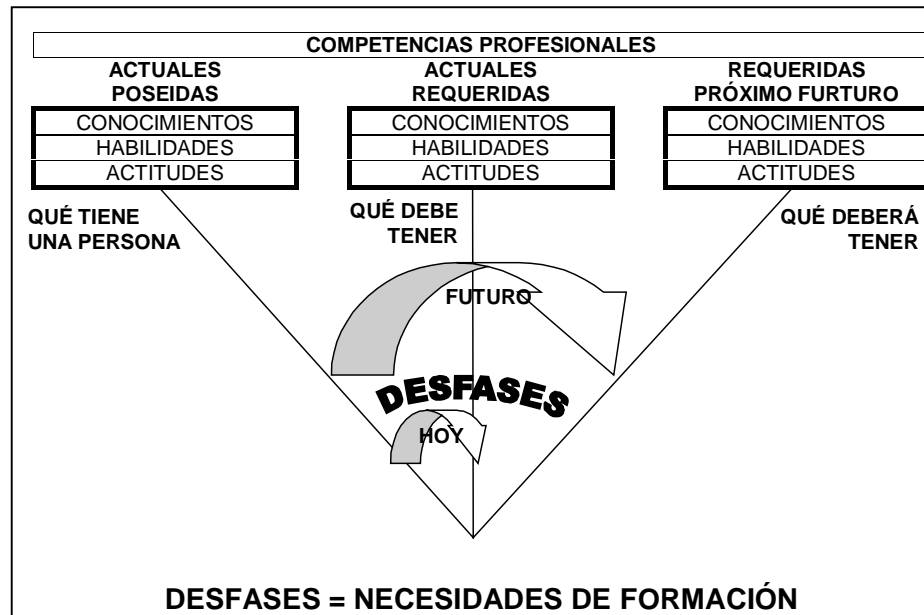 COMPETENCIAS PROFESIONALES
ACTUALES
POSEIDAS
CONOCIMIENTOS
HABILIDADES
ACTITUDES
QUÉ TIENE
UNA PERSONA
ACTUALES
REQUERIDAS
CONOCIMIENTOS
HABILIDADES
ACTITUDES
QUÉ DEBE
TENER
REQUERIDAS
PRÓXIMO FURTURO
CONOCIMIENTOS
HABILIDADES
ACTITUDES
QUÉ DEBERÁ
TENER
FUTURO
DESFASES
HOY
DESFASES = NECESIDADES DE FORMACIÓN